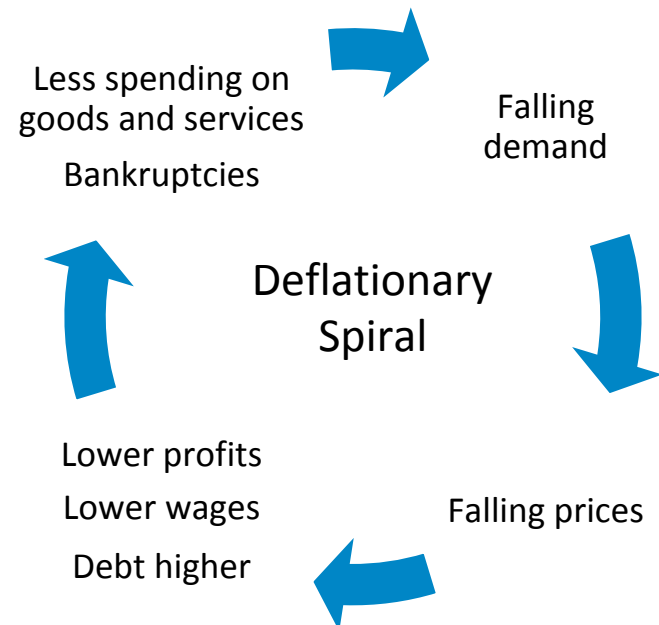 Less spending on
goods and services
Bankruptcies
Falling
demand
Deflationary
Spiral
Lower profits
Lower wages
Debt higher
Falling prices